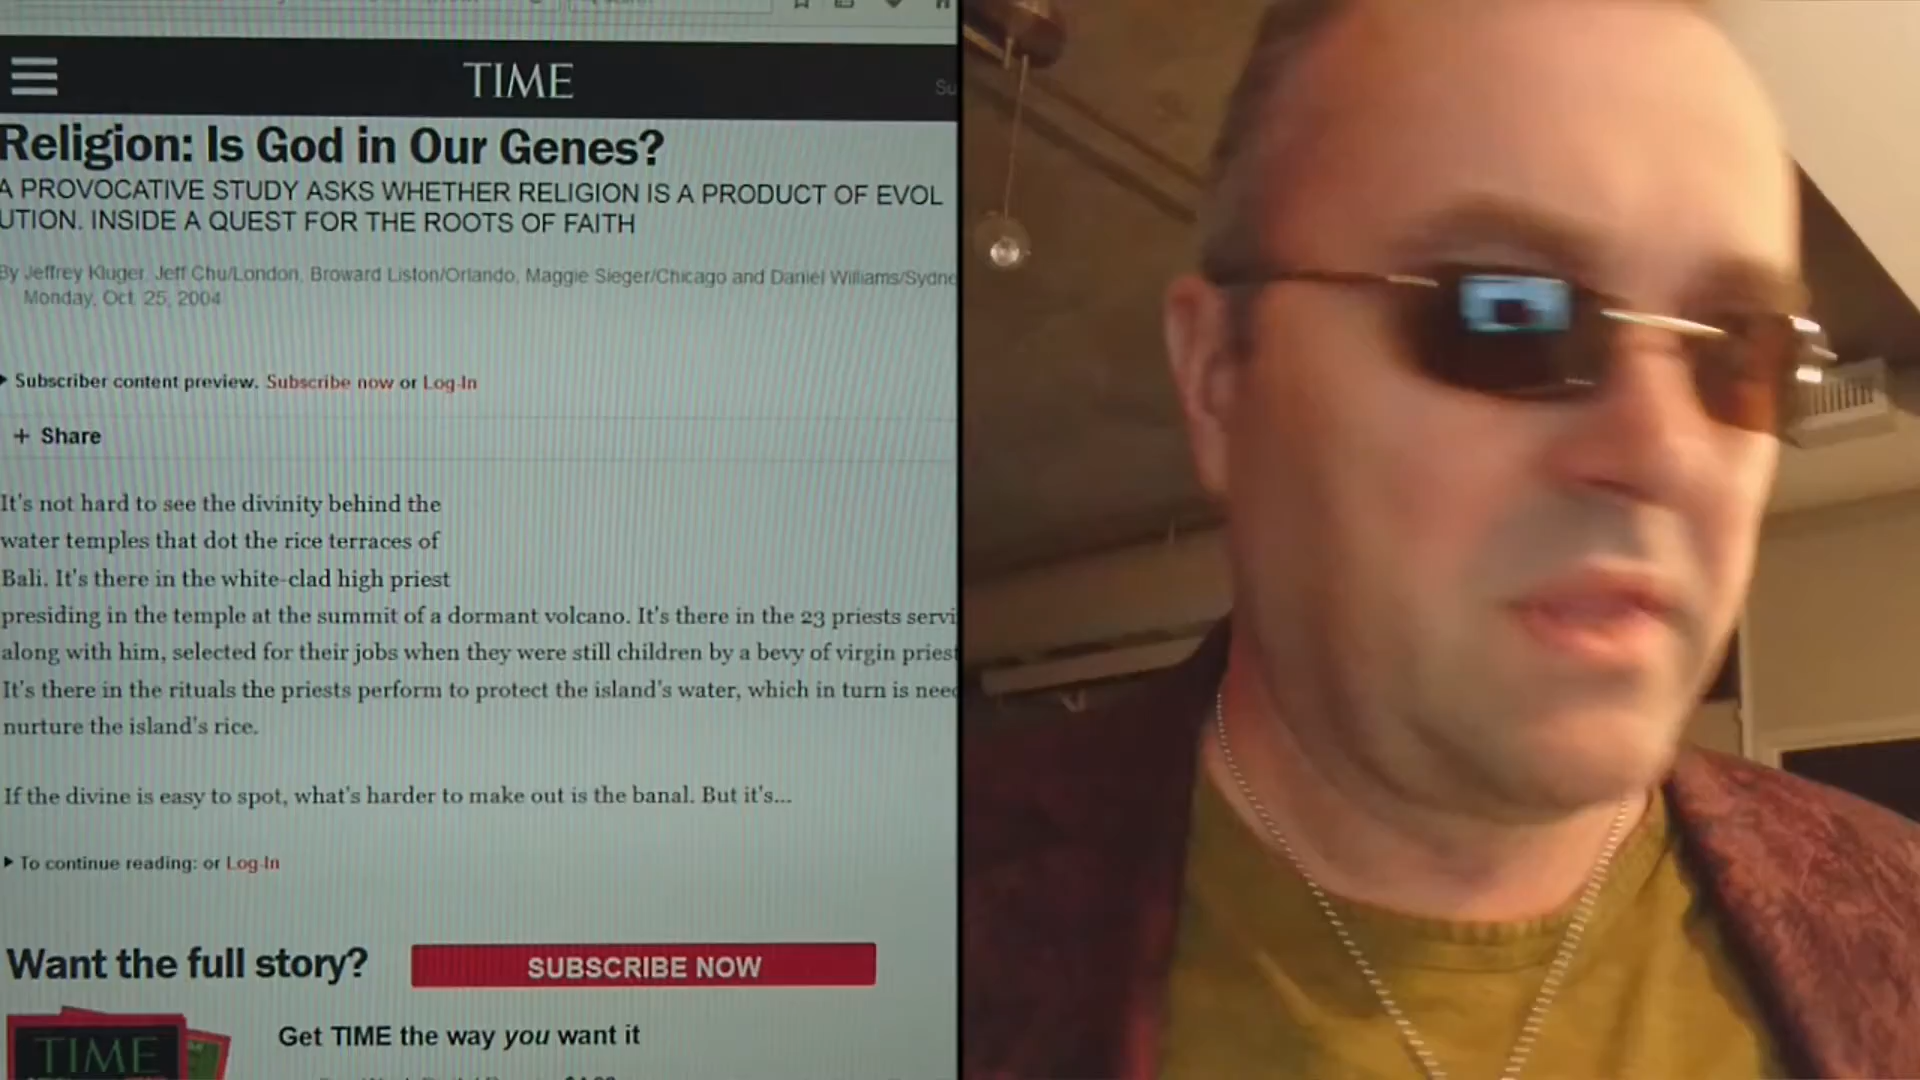 TIME
Religion: Is God in Our Genes?
A PROVOCATIVE STUDY ASKS WHETHER RELIGION IS A PRODUCT OF EVOL
UTION. INSIDE A QUEST FOR THE ROOTS OF FAITH
By Jeffrey Kluger, Jeff Chu/London, Broward Liston/Orlando, Maggie Sieger/Chicago and Daniel Williams/Sydne
Monday, Oct. 25, 2004
Subscriber content preview. Subscribe now or Log-In
+ Share
It's not hard to see the divinity behind the
water temples that dot the rice terraces of
Bali. It's there in the white-clad high priest
presiding in the temple at the summit of a dormant volcano. It's there in the 23 priests servi
along with him, selected for their jobs when they were still children by a bevy of virgin priest
It's there in the rituals the priests perform to protect the island's water, which in turn is need
nurture the island's rice.
If the divine is easy to spot, what's harder to make out is the banal. But it's...
To continue reading: or Log-In
Want the full story?
SUBSCRIBE NOW
Get TIME the way you want it
TIME